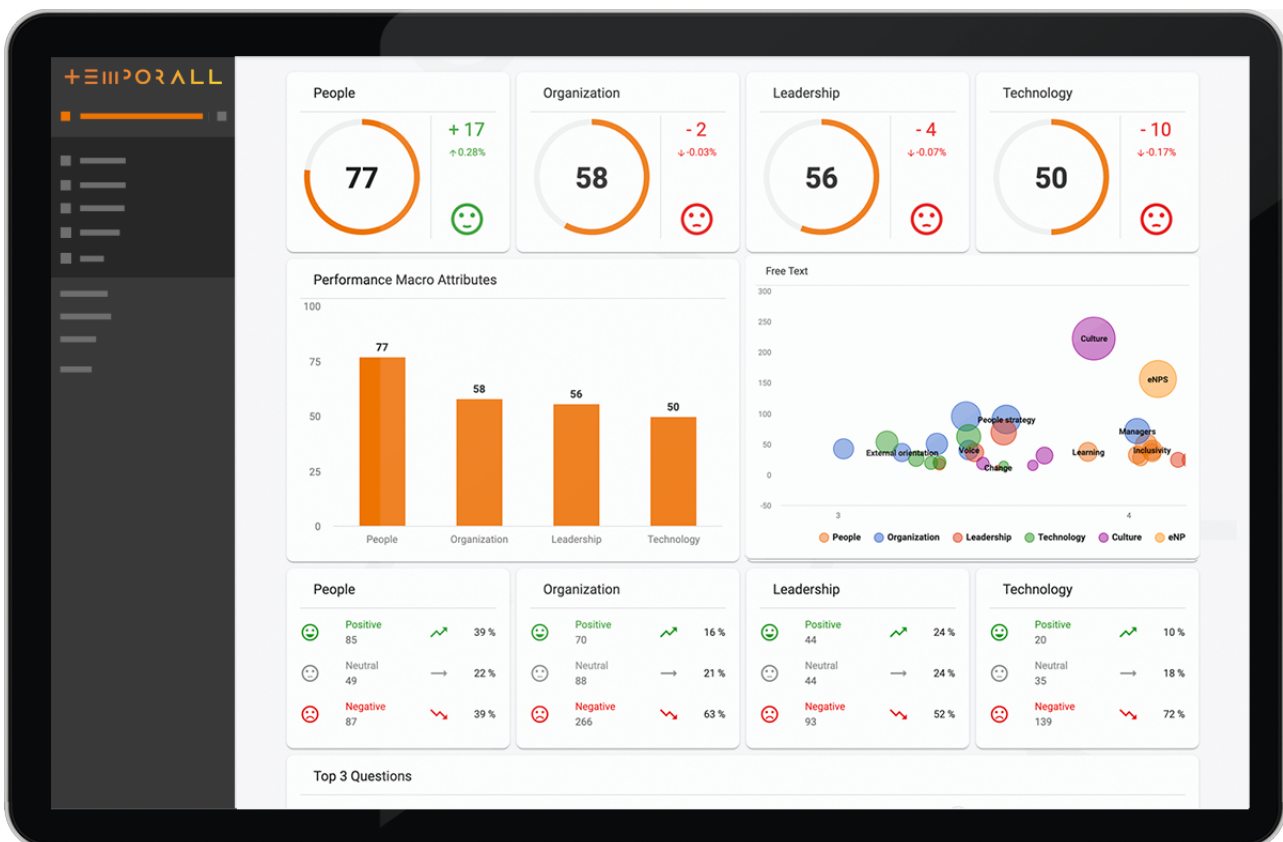 TEMPORALL
People
77
+ 17
↑0.28%
Organization
58
- 2
↓-0.03%
Leadership
56
- 4
↓-0.07%
Technology
50
- 10
↓-0.17%
Performance Macro Attributes
100
75
50
25
0
77
58
56
50
People Organization Leadership Technology
Free Text
300
250
200
150
100
50
0
-50
Culture
eNPS
People strategy
Managers
External orientation
Voice
Learning
Inclusivity
Change
3 4
People Organization Leadership Technology Culture eNP
People
Positive
85
39 %
Neutral
49
22 %
Negative
87
39 %
Organization
Positive
70
16 %
Neutral
88
21 %
Negative
266
63 %
Leadership
Positive
44
24 %
Neutral
44
24 %
Negative
93
52 %
Technology
Positive
20
10 %
Neutral
35
18 %
Negative
139
72 %
Top 3 Questions